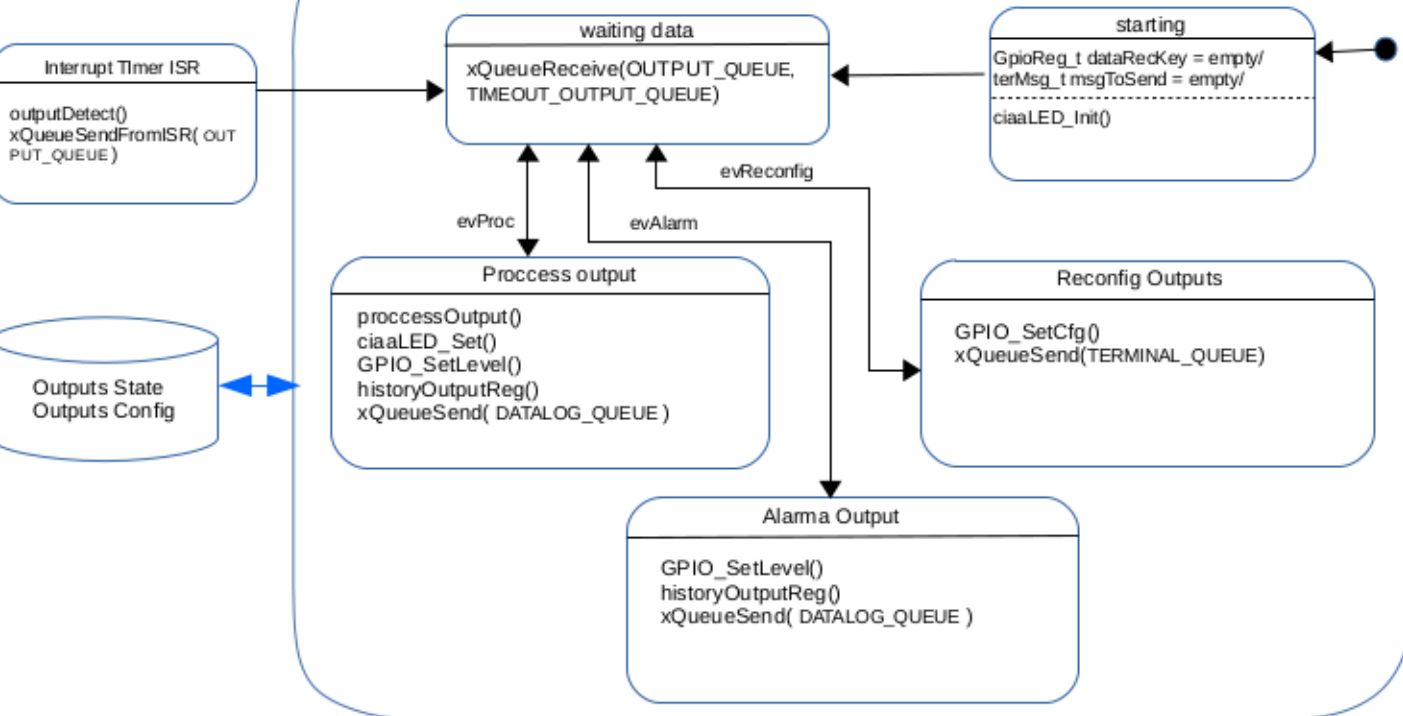 waiting data
xQueueReceive(OUTPUT_QUEUE,
TIMEOUT_OUTPUT_QUEUE)
starting
GpioReg_t dataRecKey = empty/
terMsg_t msgToSend = empty/
ciaaLED_Init()
Interrupt TImer ISR
outputDetect()
xQueueSendFromISR( OUT
PUT_QUEUE )
evReconfig
evProc
evAlarm
Proccess output
proccessOutput()
ciaaLED_Set()
GPIO_SetLevel()
historyOutputReg()
xQueueSend( DATALOG_QUEUE )
Reconfig Outputs
GPIO_SetCfg()
xQueueSend(TERMINAL_QUEUE)
Outputs State
Outputs Config
Alarma Output
GPIO_SetLevel()
historyOutputReg()
xQueueSend( DATALOG_QUEUE )